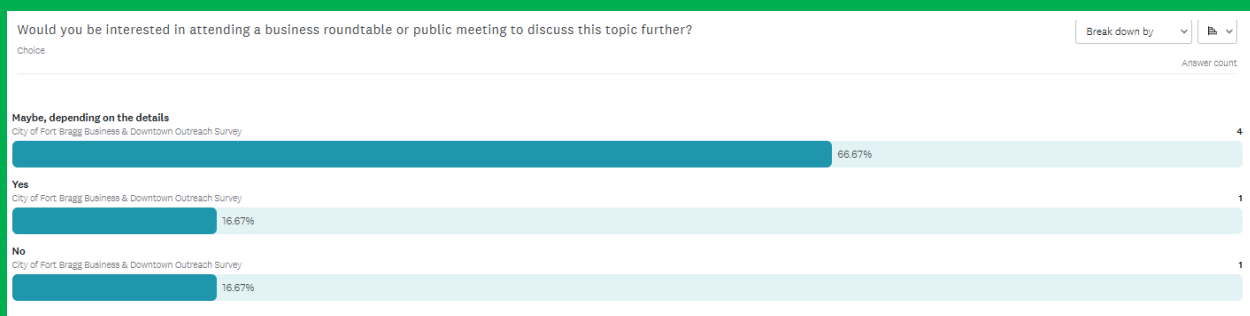 Would you be interested in attending a business roundtable or public meeting to discuss this topic further?
Break down by
Choice
Answer count
Maybe, depending on the details
City of Fort Bragg Business & Downtown Outreach Survey
4
66.67%
Yes
City of Fort Bragg Business & Downtown Outreach Survey
1
16.67%
No
City of Fort Bragg Business & Downtown Outreach Survey
1
16.67%